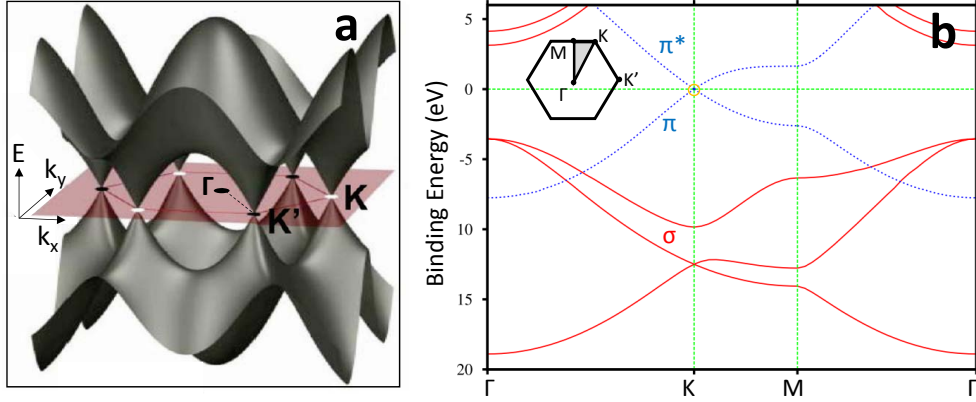 a
E
k_y
k_x
Γ
K
K'
b
Binding Energy (eV)
5
0
-5
10
15
20
M
K
K'
Γ
π*
π
σ
Γ
K
M
Γ